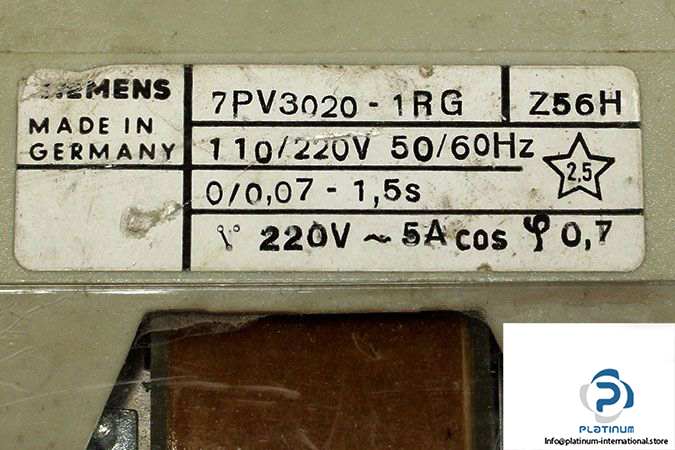 SIEMENS
MADE IN
GERMANY
7PV3020-1RG
Z56H
110/220V 50/60Hz
2,5
0/0,07-1,5s
220V ~ 5A cos φ 0,7
PLATINUM
Info@platinum-international.store